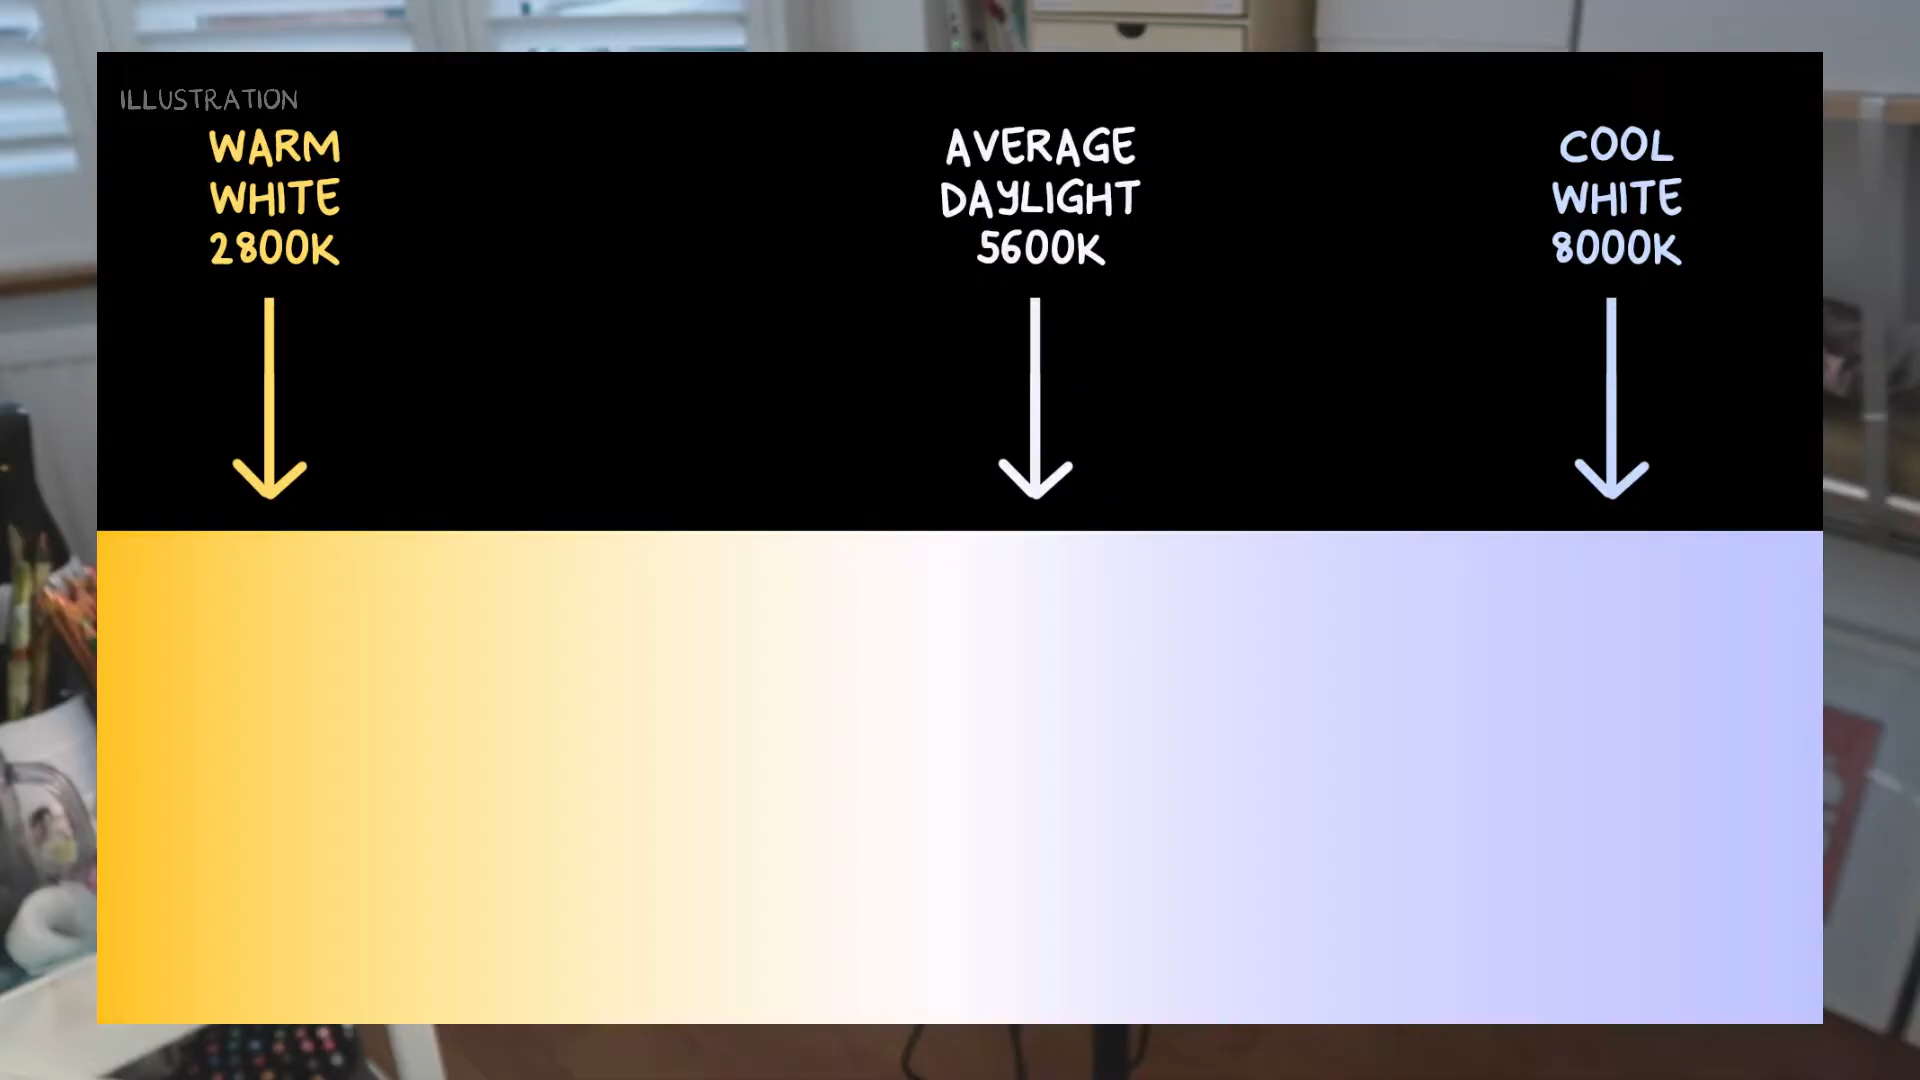 ILLUSTRATION
WARM
WHITE
2800K
AVERAGE
DAYLIGHT
5600K
COOL
WHITE
8000K